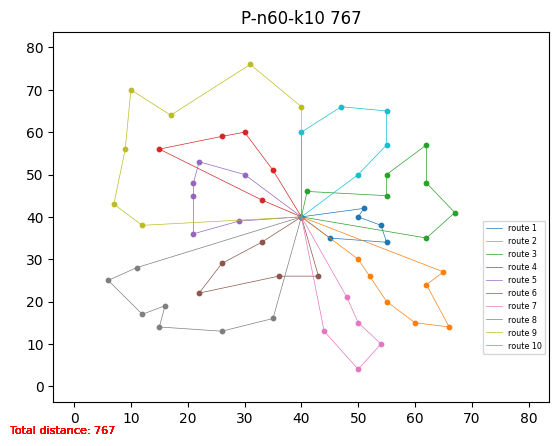 P-n60-k10 767
80
70
60
50
40
30
20
10
0
0 10 20 30 40 50 60 70 80
route 1
route 2
route 3
route 4
route 5
route 6
route 7
route 8
route 9
route 10
Total distance: 767